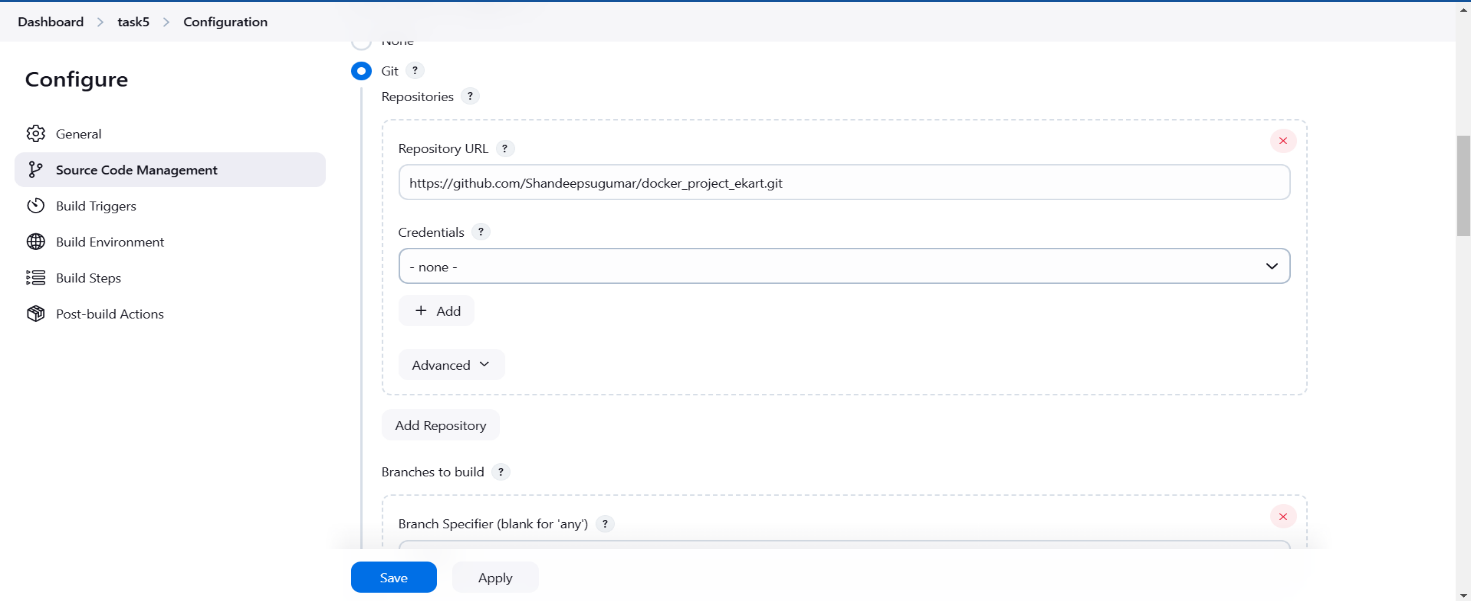 Dashboard > task5 > Configuration
Configure
General
Source Code Management
Build Triggers
Build Environment
Build Steps
Post-build Actions
None
Git ?
Repositories ?
Repository URL ?
https://github.com/Shandeepsugumar/docker_project_ekart.git
Credentials ?
- none -
+ Add
Advanced
Add Repository
Branches to build ?
Branch Specifier (blank for 'any') ?
Save
Apply